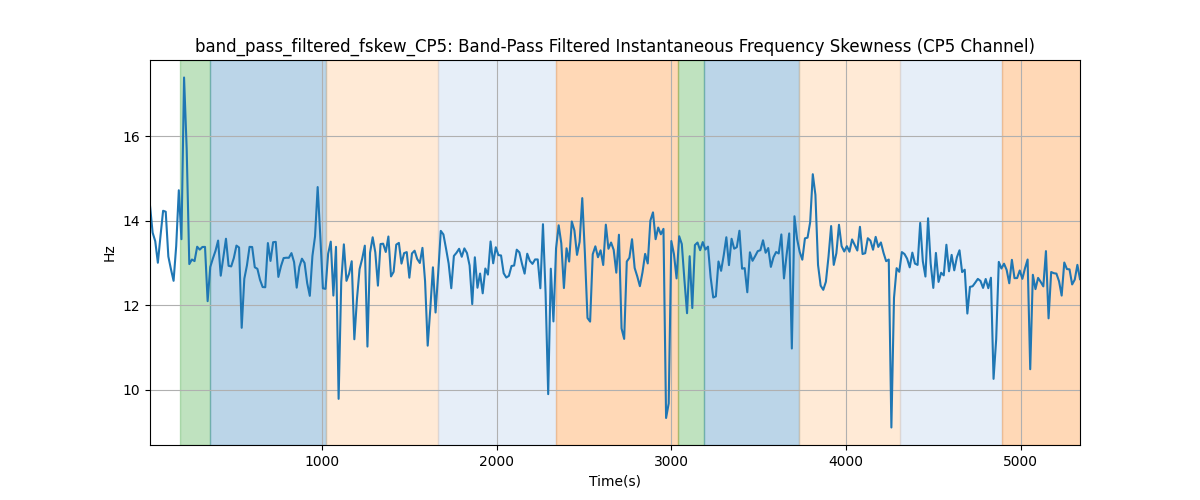 band_pass_filtered_fskew_CP5: Band-Pass Filtered Instantaneous Frequency Skewness (CP5 Channel)
16
14
12
10
Hz
1000 2000 3000 4000 5000
Time(s)